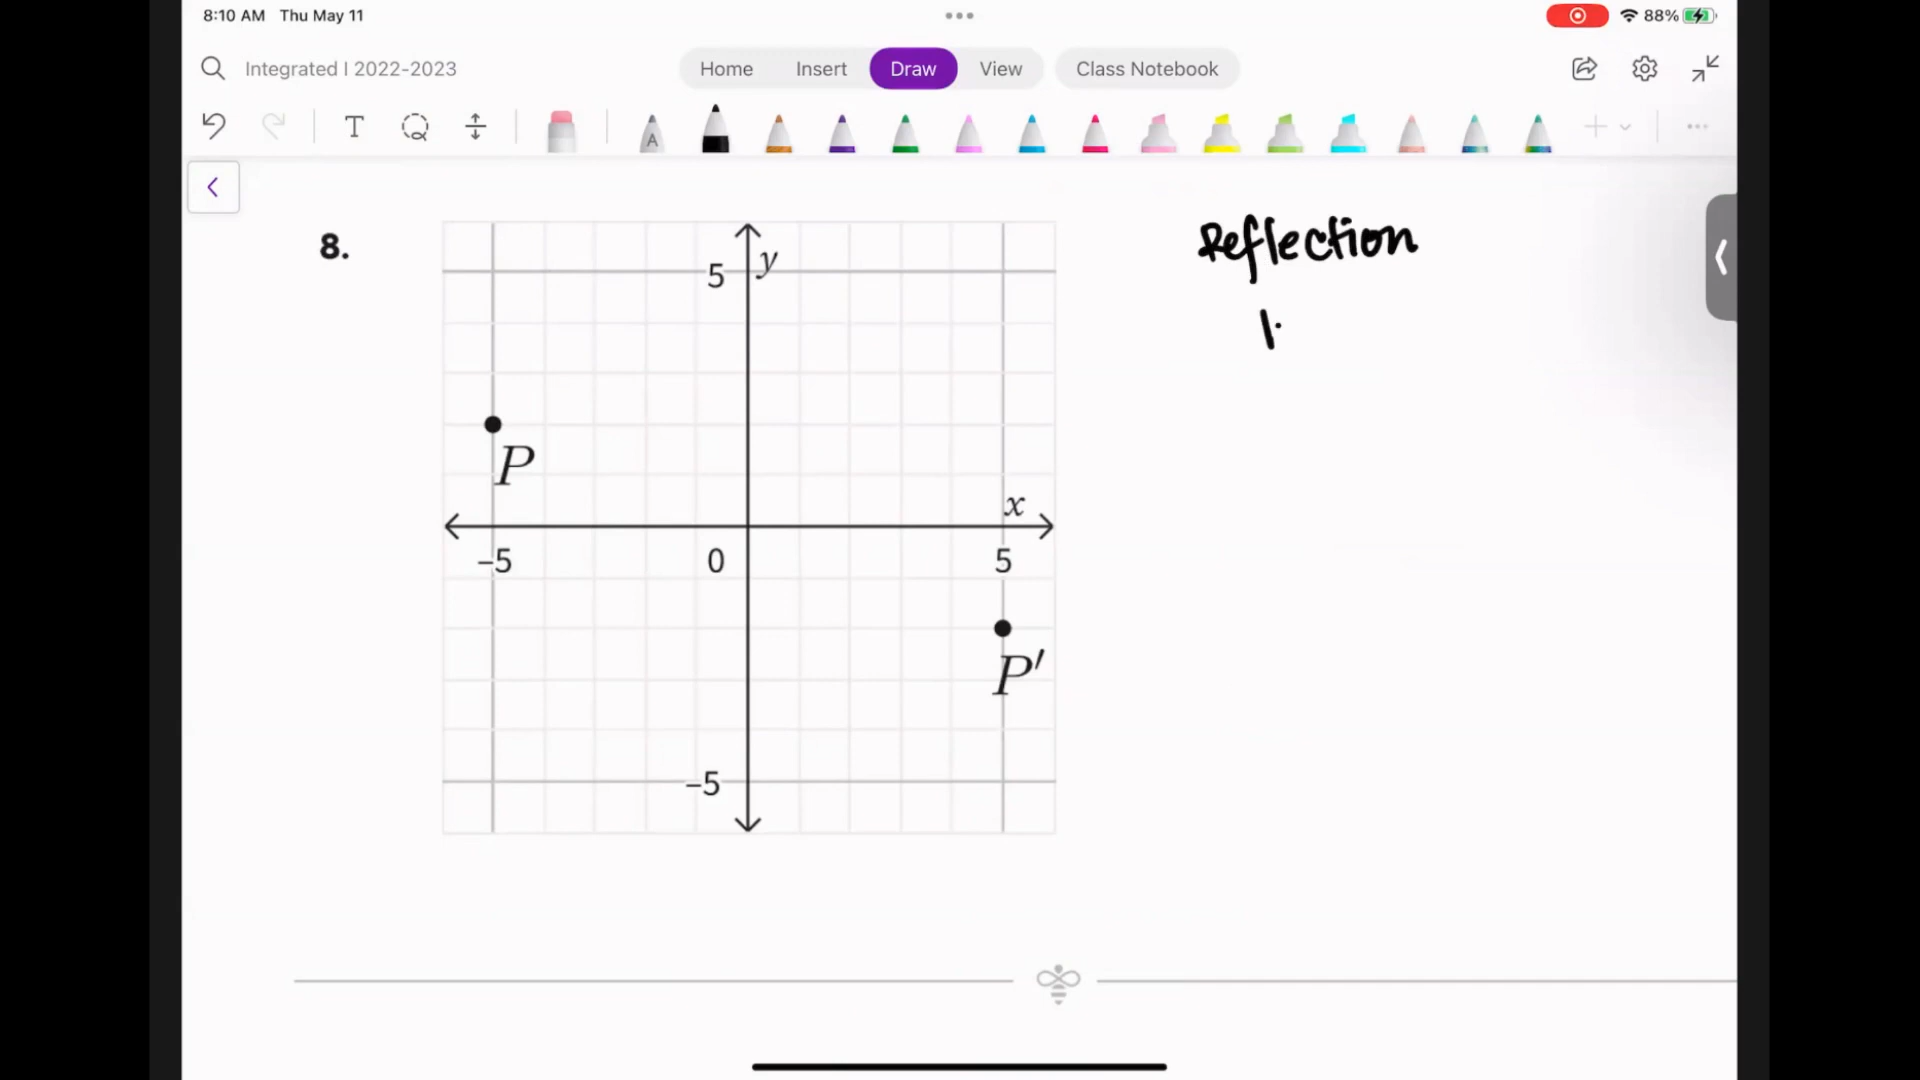 8:10 AM Thu May 11
88%
Integrated I 2022-2023
Home Insert Draw View Class Notebook
T
A
8.
Reflection
5
y
P
x
–5
0
5
P′
–5